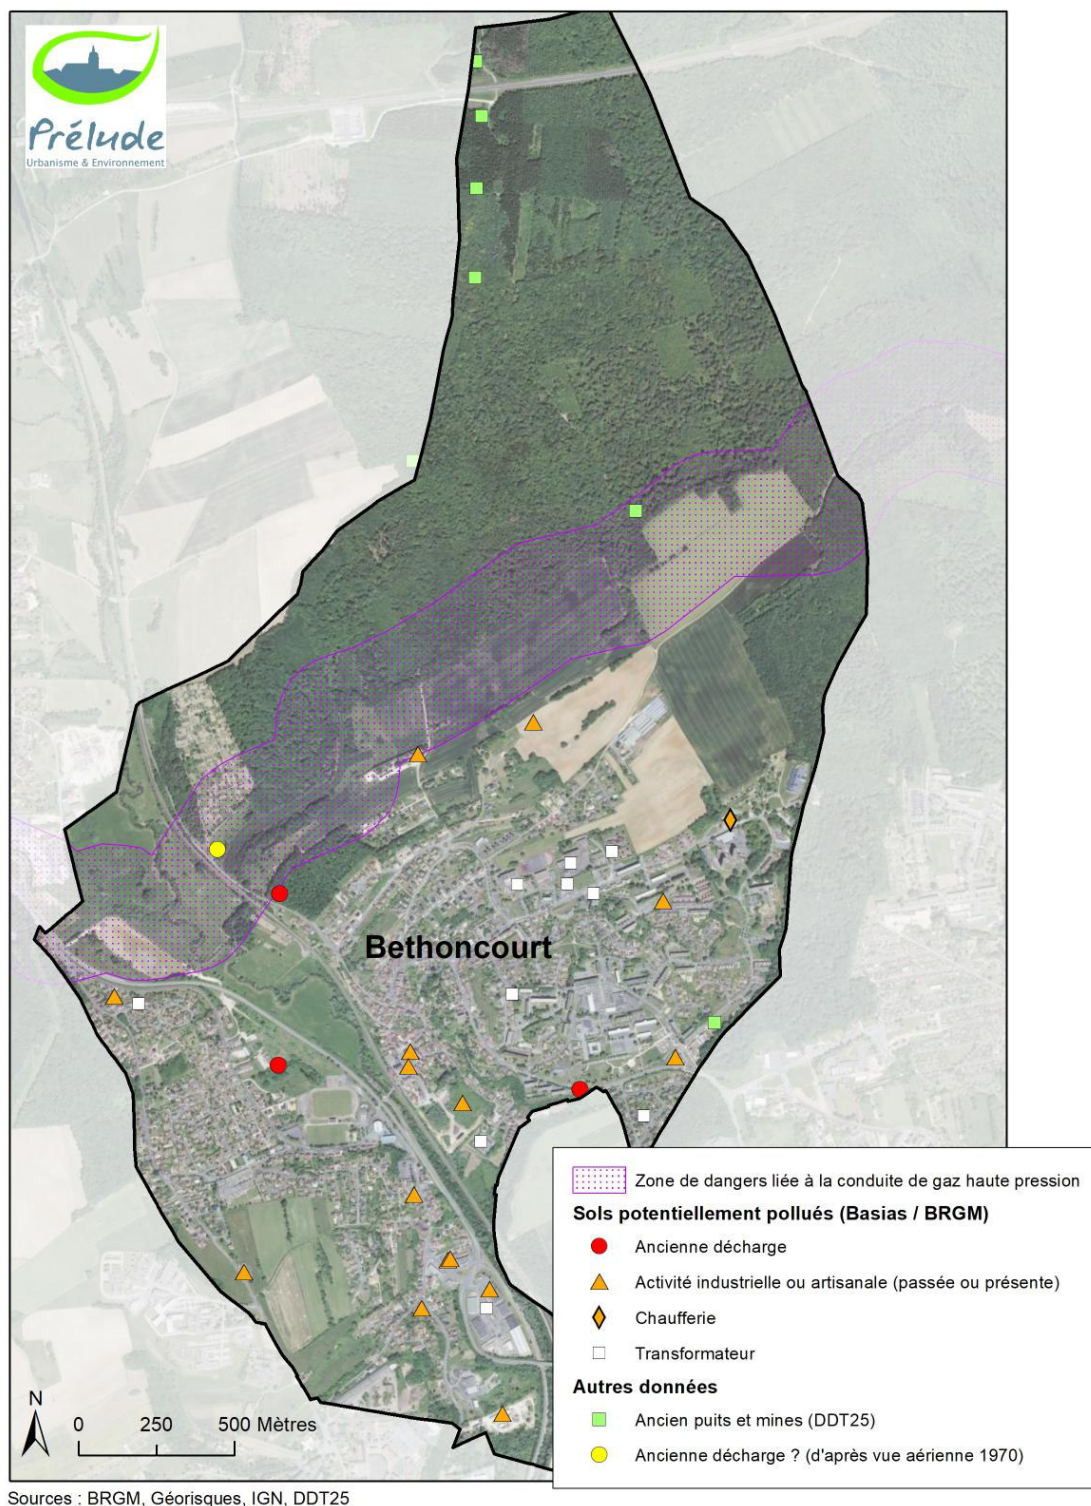 Prélude
Urbanisme & Environnement
Bethoncourt
Zone de dangers liée à la conduite de gaz haute pression
Sols potentiellement pollués (Basias / BRGM)
Ancienne décharge
Activité industrielle ou artisanale (passée ou présente)
Chaufferie
Transformateur
Autres données
Ancien puits et mines (DDT25)
Ancienne décharge ? (d'après vue aérienne 1970)
N
0 250 500 Mètres
Sources : BRGM, Géorisques, IGN, DDT25